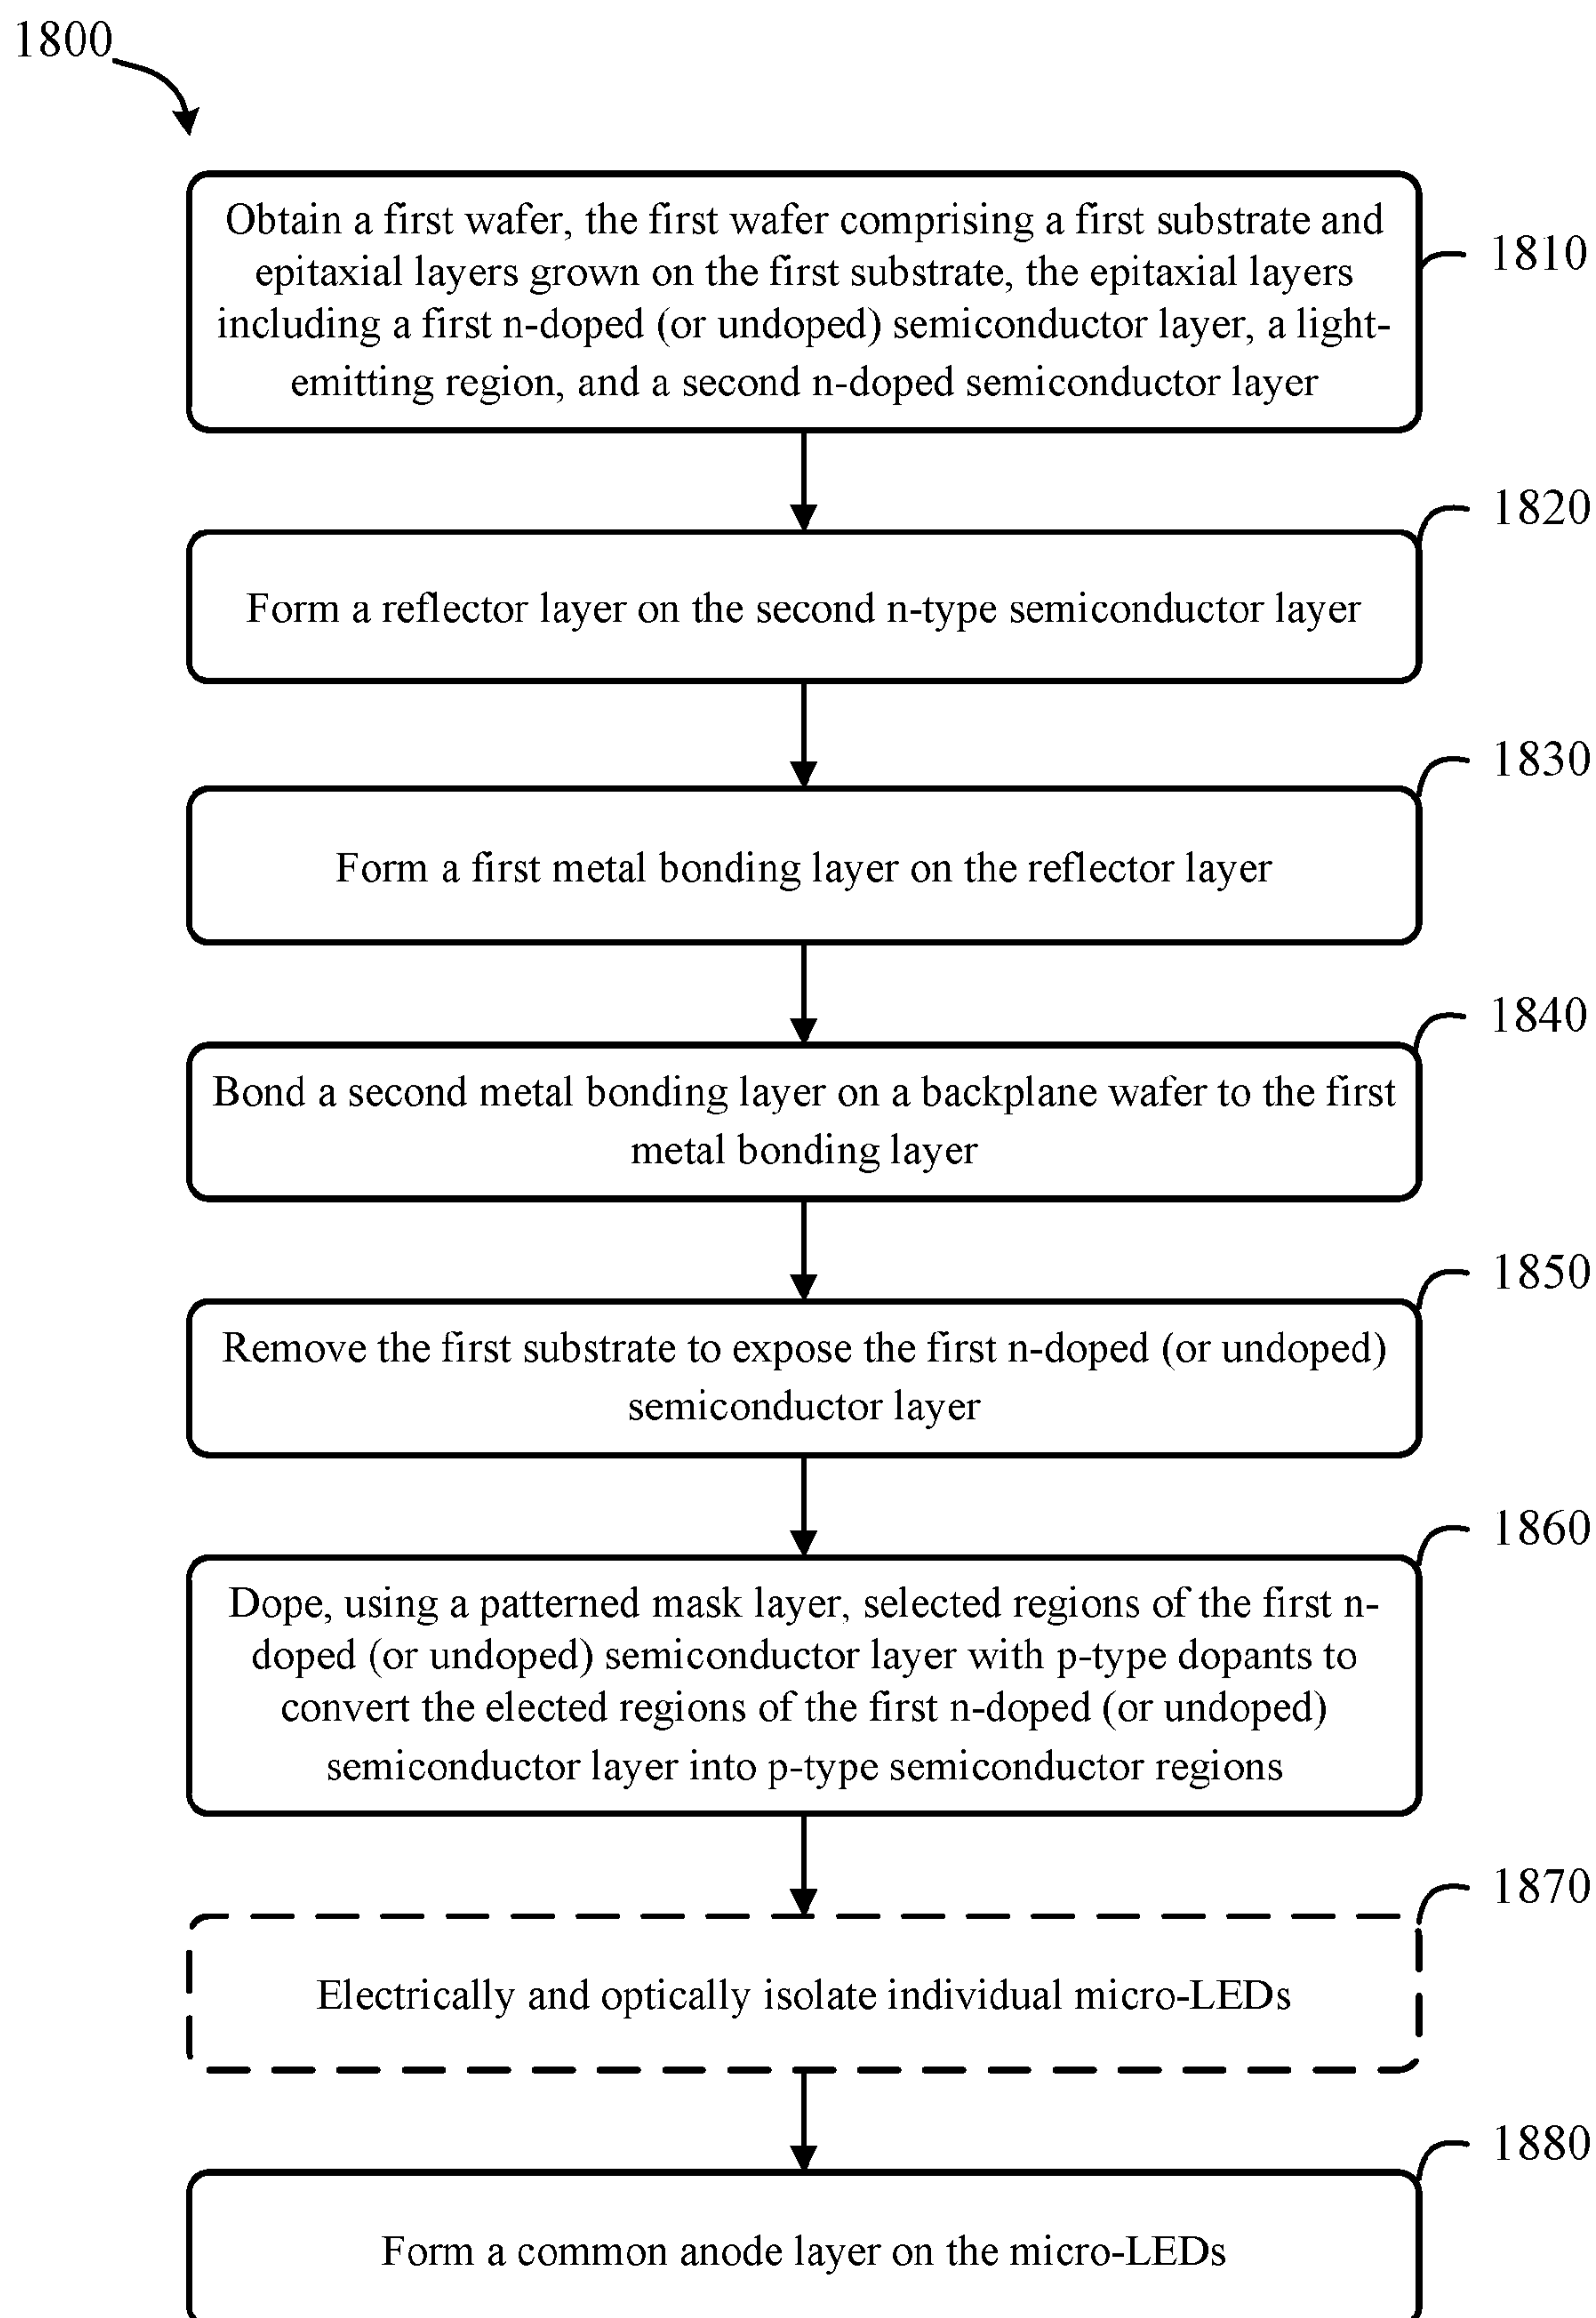 1800
Obtain a first wafer, the first wafer comprising a first substrate and
epitaxial layers grown on the first substrate, the epitaxial layers
including a first n-doped (or undoped) semiconductor layer, a light-
emitting region, and a second n-doped semiconductor layer
1810
Form a reflector layer on the second n-type semiconductor layer
1820
Form a first metal bonding layer on the reflector layer
1830
Bond a second metal bonding layer on a backplane wafer to the first
metal bonding layer
1840
Remove the first substrate to expose the first n-doped (or undoped)
semiconductor layer
1850
Dope, using a patterned mask layer, selected regions of the first n-
doped (or undoped) semiconductor layer with p-type dopants to
convert the elected regions of the first n-doped (or undoped)
semiconductor layer into p-type semiconductor regions
1860
Electrically and optically isolate individual micro-LEDs
1870
Form a common anode layer on the micro-LEDs
1880